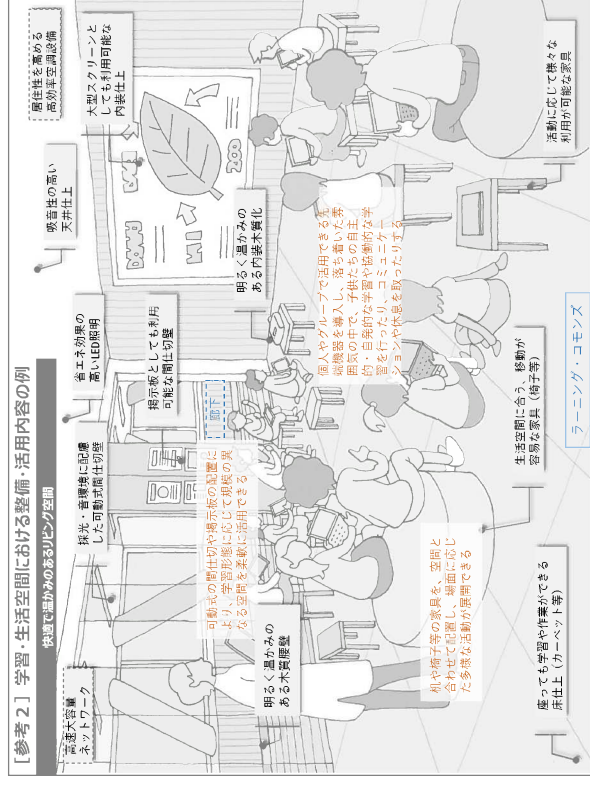 [参考２] 学習・生活空間における整備・活用内容の例
快適で温かみのあるリビング空間
高速大容量
ネットワーク
採光・音環境に配慮
した可動式間仕切壁
省エネ効果の
高いLED照明
吸音性の高い
天井仕上
居住性を高める
高効率空調設備
大型スクリーンと
しても利用可能な
内装仕上
掲示板としても利用
可能な間仕切壁
明るく温かみの
ある内装木質化
廊下
可動式の間仕切や掲示板の配置に
より、学習形態に応じて規模の異
なる空間を柔軟に活用できる
個人やグループで活用できる先
端機器を導入し、落ち着いた雰
囲気の中で、子供たちの自主
的・自発的な学習や協働的な学
習を行ったり、コミュニケー
ションや休息を取ったりする
明るく温かみの
ある木質腰壁
机や椅子等の家具を、空間と
合わせて配置し、場面に応じ
た多様な活動が展開できる
座っても学習や作業ができる
床仕上（カーペット等）
生活空間に合う、移動が
容易な家具（椅子等）
活動に応じて様々な
利用が可能な家具
ラーニング・コモンズ